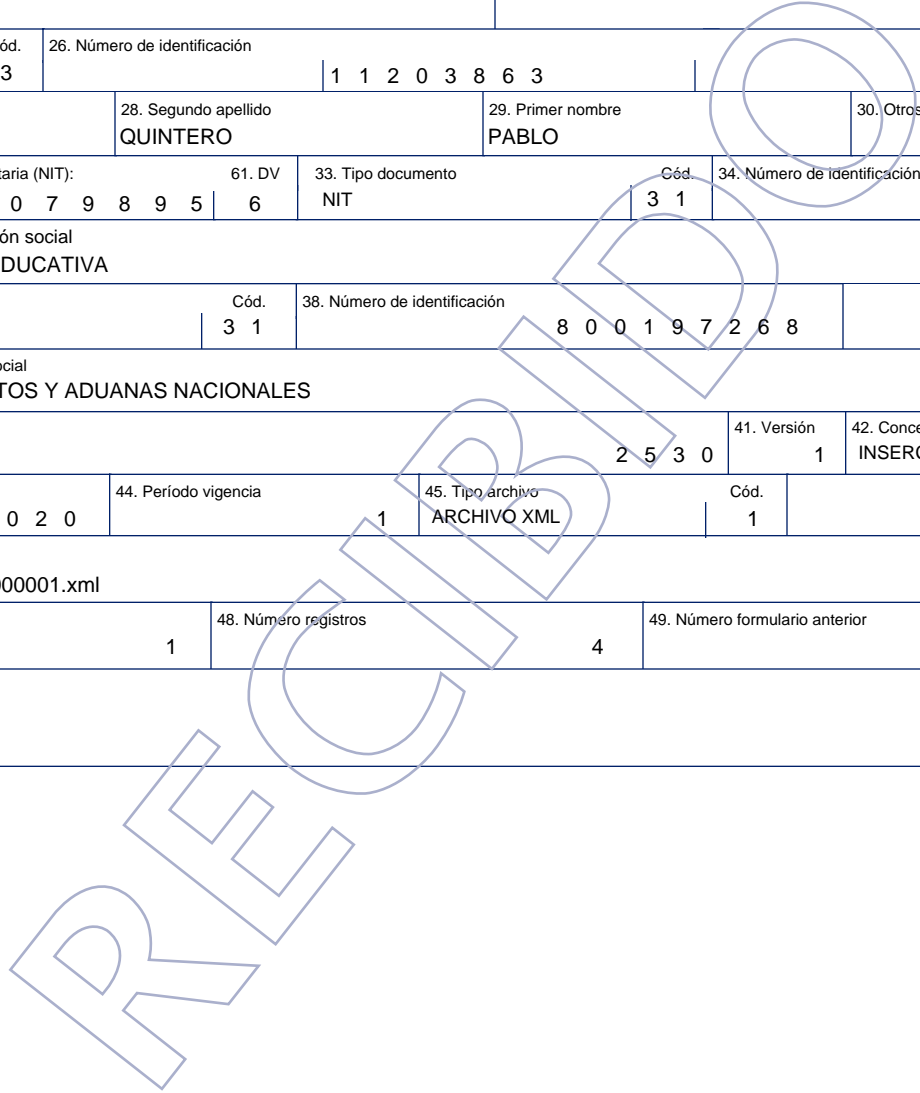 ód. 26. Número de identificación
3 1 1 2 0 3 8 6 3
28. Segundo apellido 29. Primer nombre 30. Otros
QUINTERO PABLO
taria (NIT): 61. DV 33. Tipo documento Cód. 34. Número de identificación
0 7 9 8 9 5 6 NIT 3 1
ón social
DUCATIVA
Cód. 38. Número de identificación
3 1 8 0 0 1 9 7 2 6 8
ocial
TOS Y ADUANAS NACIONALES
41. Versión 42. Conce
2 5 3 0 1 INSERC
44. Período vigencia 45. Tipo archivo Cód.
0 2 0 1 ARCHIVO XML 1
000001.xml
48. Número registros 49. Número formulario anterior
1 4
RECIBIDO